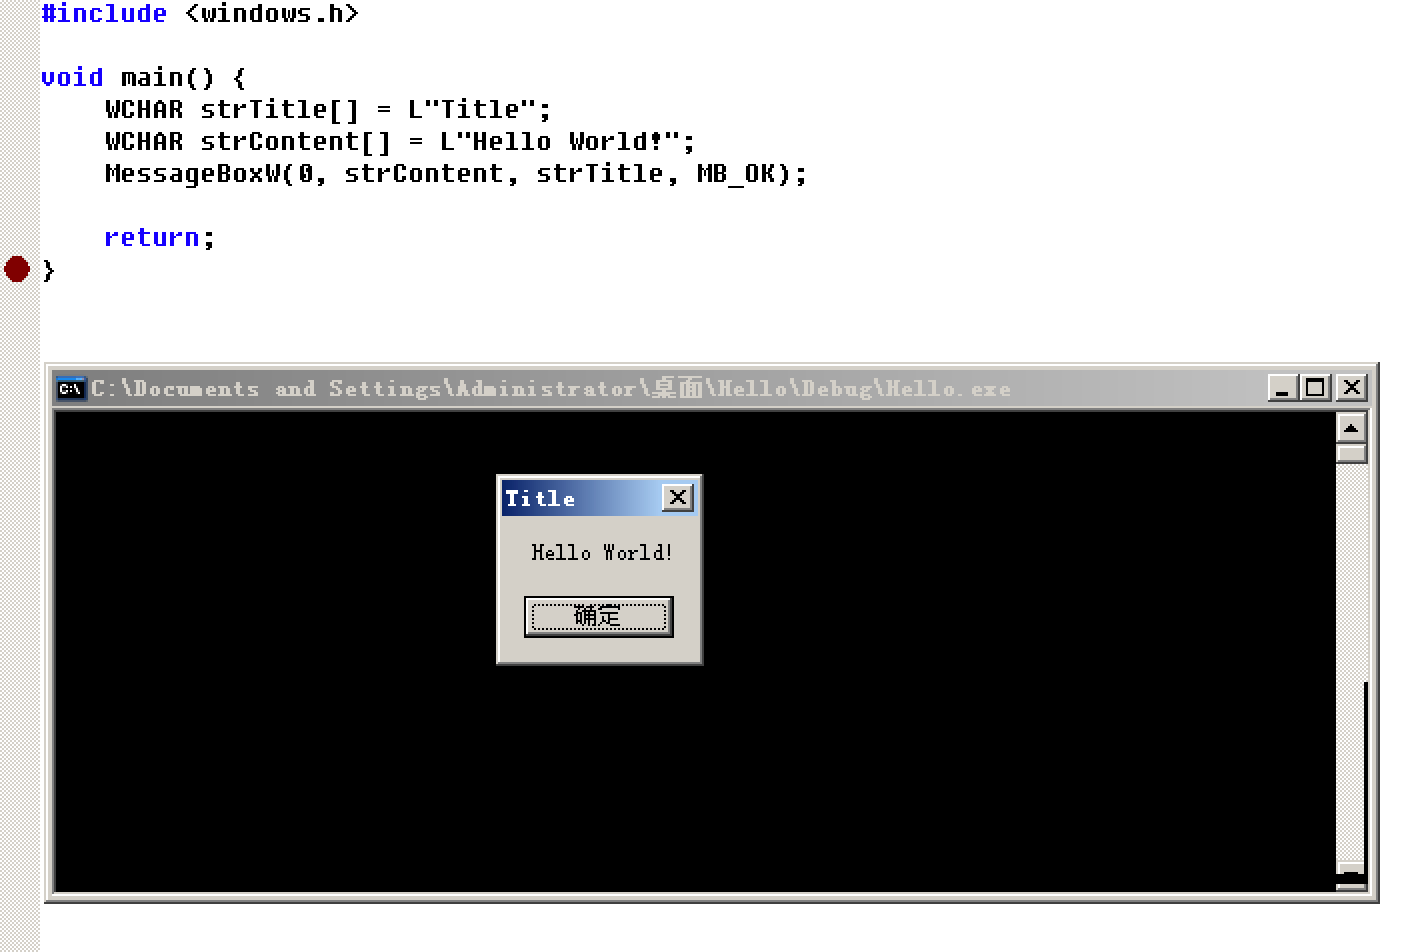 #include <windows.h>
void main() {
WCHAR strTitle[] = L"Title";
WCHAR strContent[] = L"Hello World!";
MessageBoxW(0, strContent, strTitle, MB_OK);
return;
}
C:\ C:\Documents and Settings\Administrator\桌面\Hello\Debug\Hello.exe
Title
Hello World!
确定